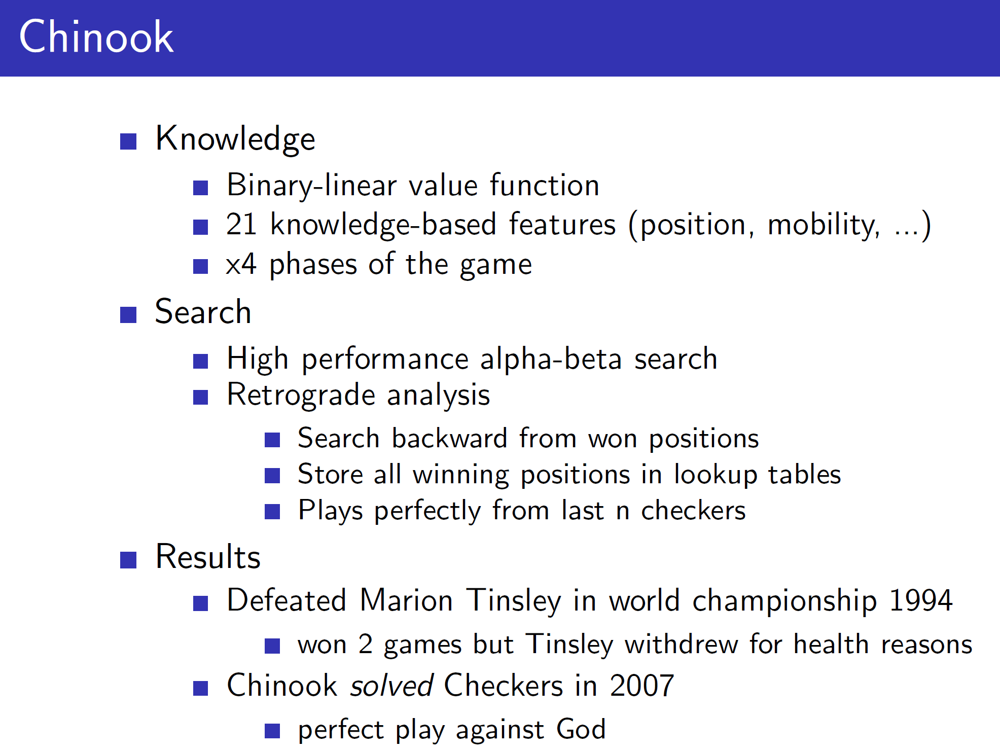 Chinook
Knowledge
Binary-linear value function
21 knowledge-based features (position, mobility, ...)
x4 phases of the game
Search
High performance alpha-beta search
Retrograde analysis
Search backward from won positions
Store all winning positions in lookup tables
Plays perfectly from last n checkers
Results
Defeated Marion Tinsley in world championship 1994
won 2 games but Tinsley withdrew for health reasons
Chinook solved Checkers in 2007
perfect play against God